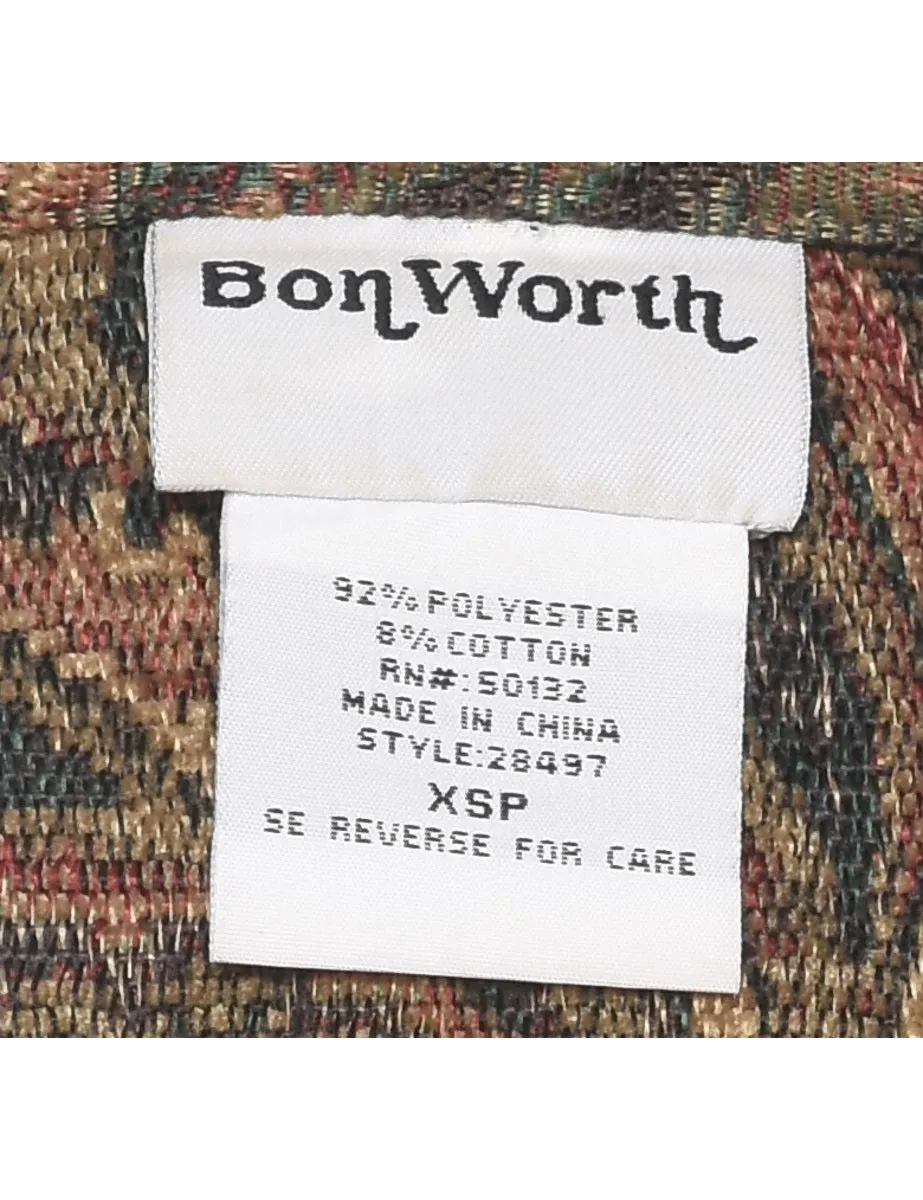 BonWorth
92% POLYESTER
8% COTTON
RN#:50132
MADE IN CHINA
STYLE:28497
XSP
SE REVERSE FOR CARE